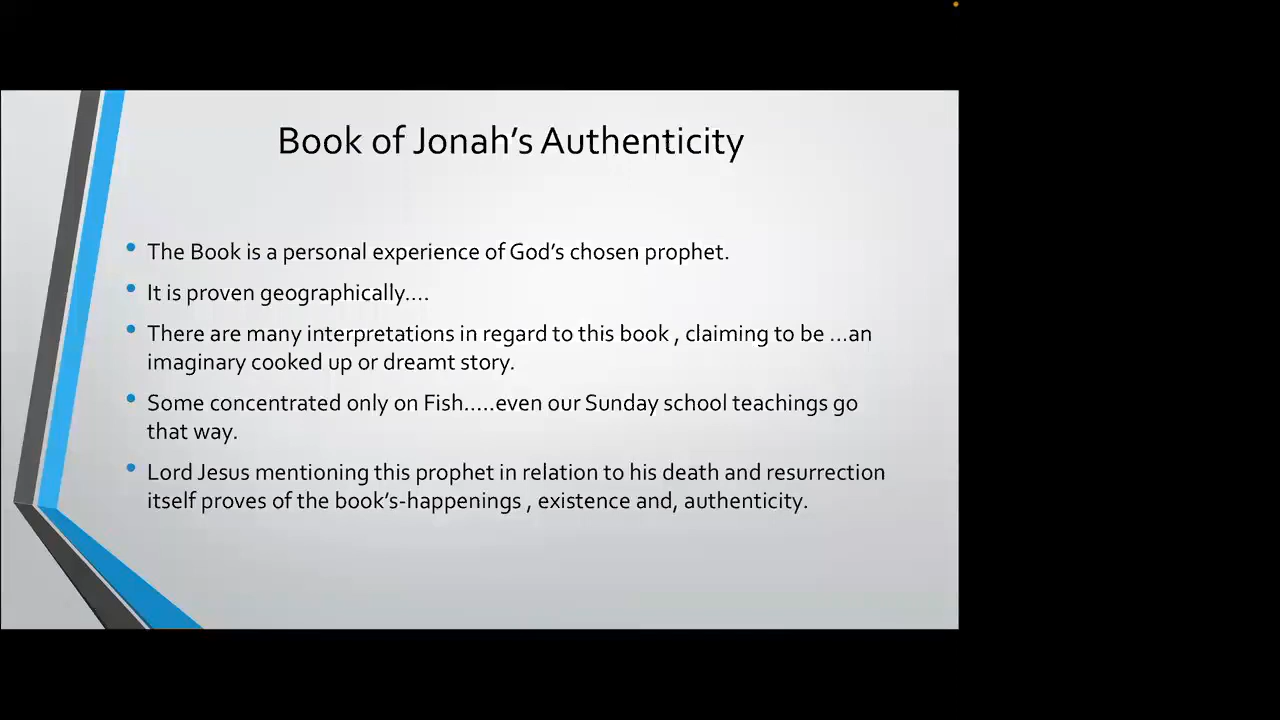 Book of Jonah’s Authenticity
• The Book is a personal experience of God’s chosen prophet.
• It is proven geographically....
• There are many interpretations in regard to this book , claiming to be ...an
imaginary cooked up or dreamt story.
• Some concentrated only on Fish.....even our Sunday school teachings go
that way.
• Lord Jesus mentioning this prophet in relation to his death and resurrection
itself proves of the book’s-happenings , existence and, authenticity.